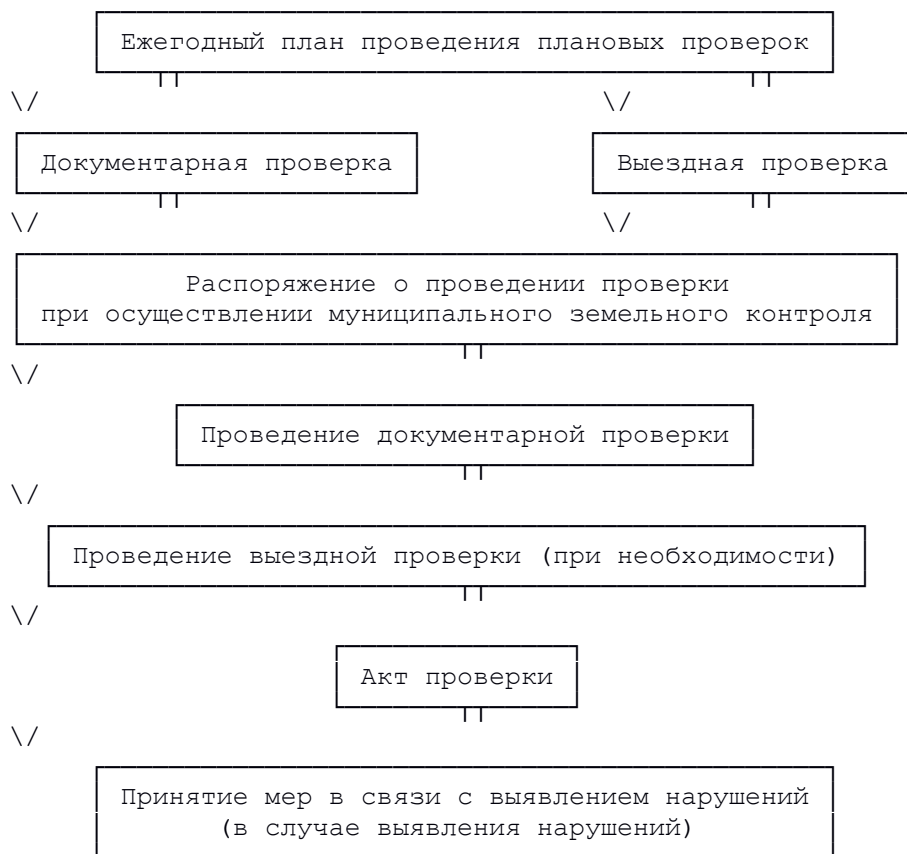 Ежегодный план проведения плановых проверок
\/ \/
Документарная проверка Выездная проверка
\/ \/
Распоряжение о проведении проверки
при осуществлении муниципального земельного контроля
\/
Проведение документарной проверки
\/
Проведение выездной проверки (при необходимости)
\/
Акт проверки
\/
Принятие мер в связи с выявлением нарушений
(в случае выявления нарушений)